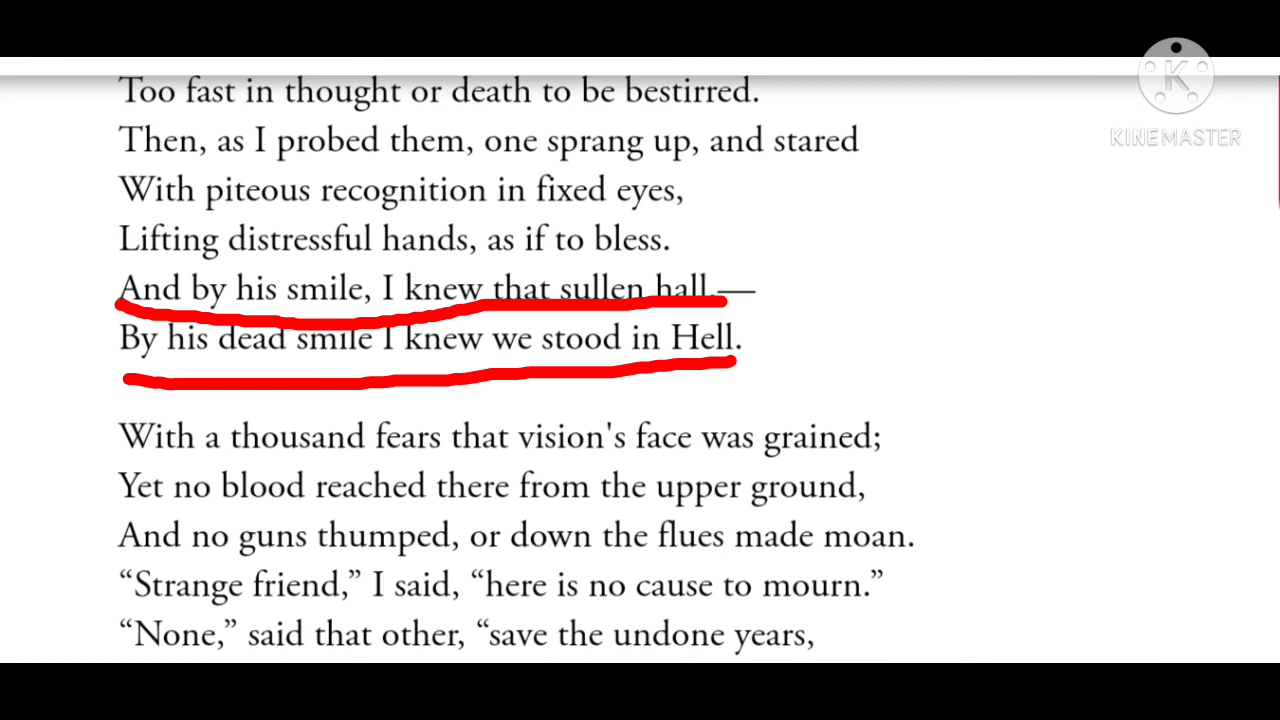 Too fast in thought or death to be bestirred.
Then, as I probed them, one sprang up, and stared
With piteous recognition in fixed eyes,
Lifting distressful hands, as if to bless.
And by his smile, I knew that sullen hall,—
By his dead smile I knew we stood in Hell.
With a thousand fears that vision's face was grained;
Yet no blood reached there from the upper ground,
And no guns thumped, or down the flues made moan.
“Strange friend,” I said, “here is no cause to mourn.”
“None,” said that other, “save the undone years,
K
KINEMASTER